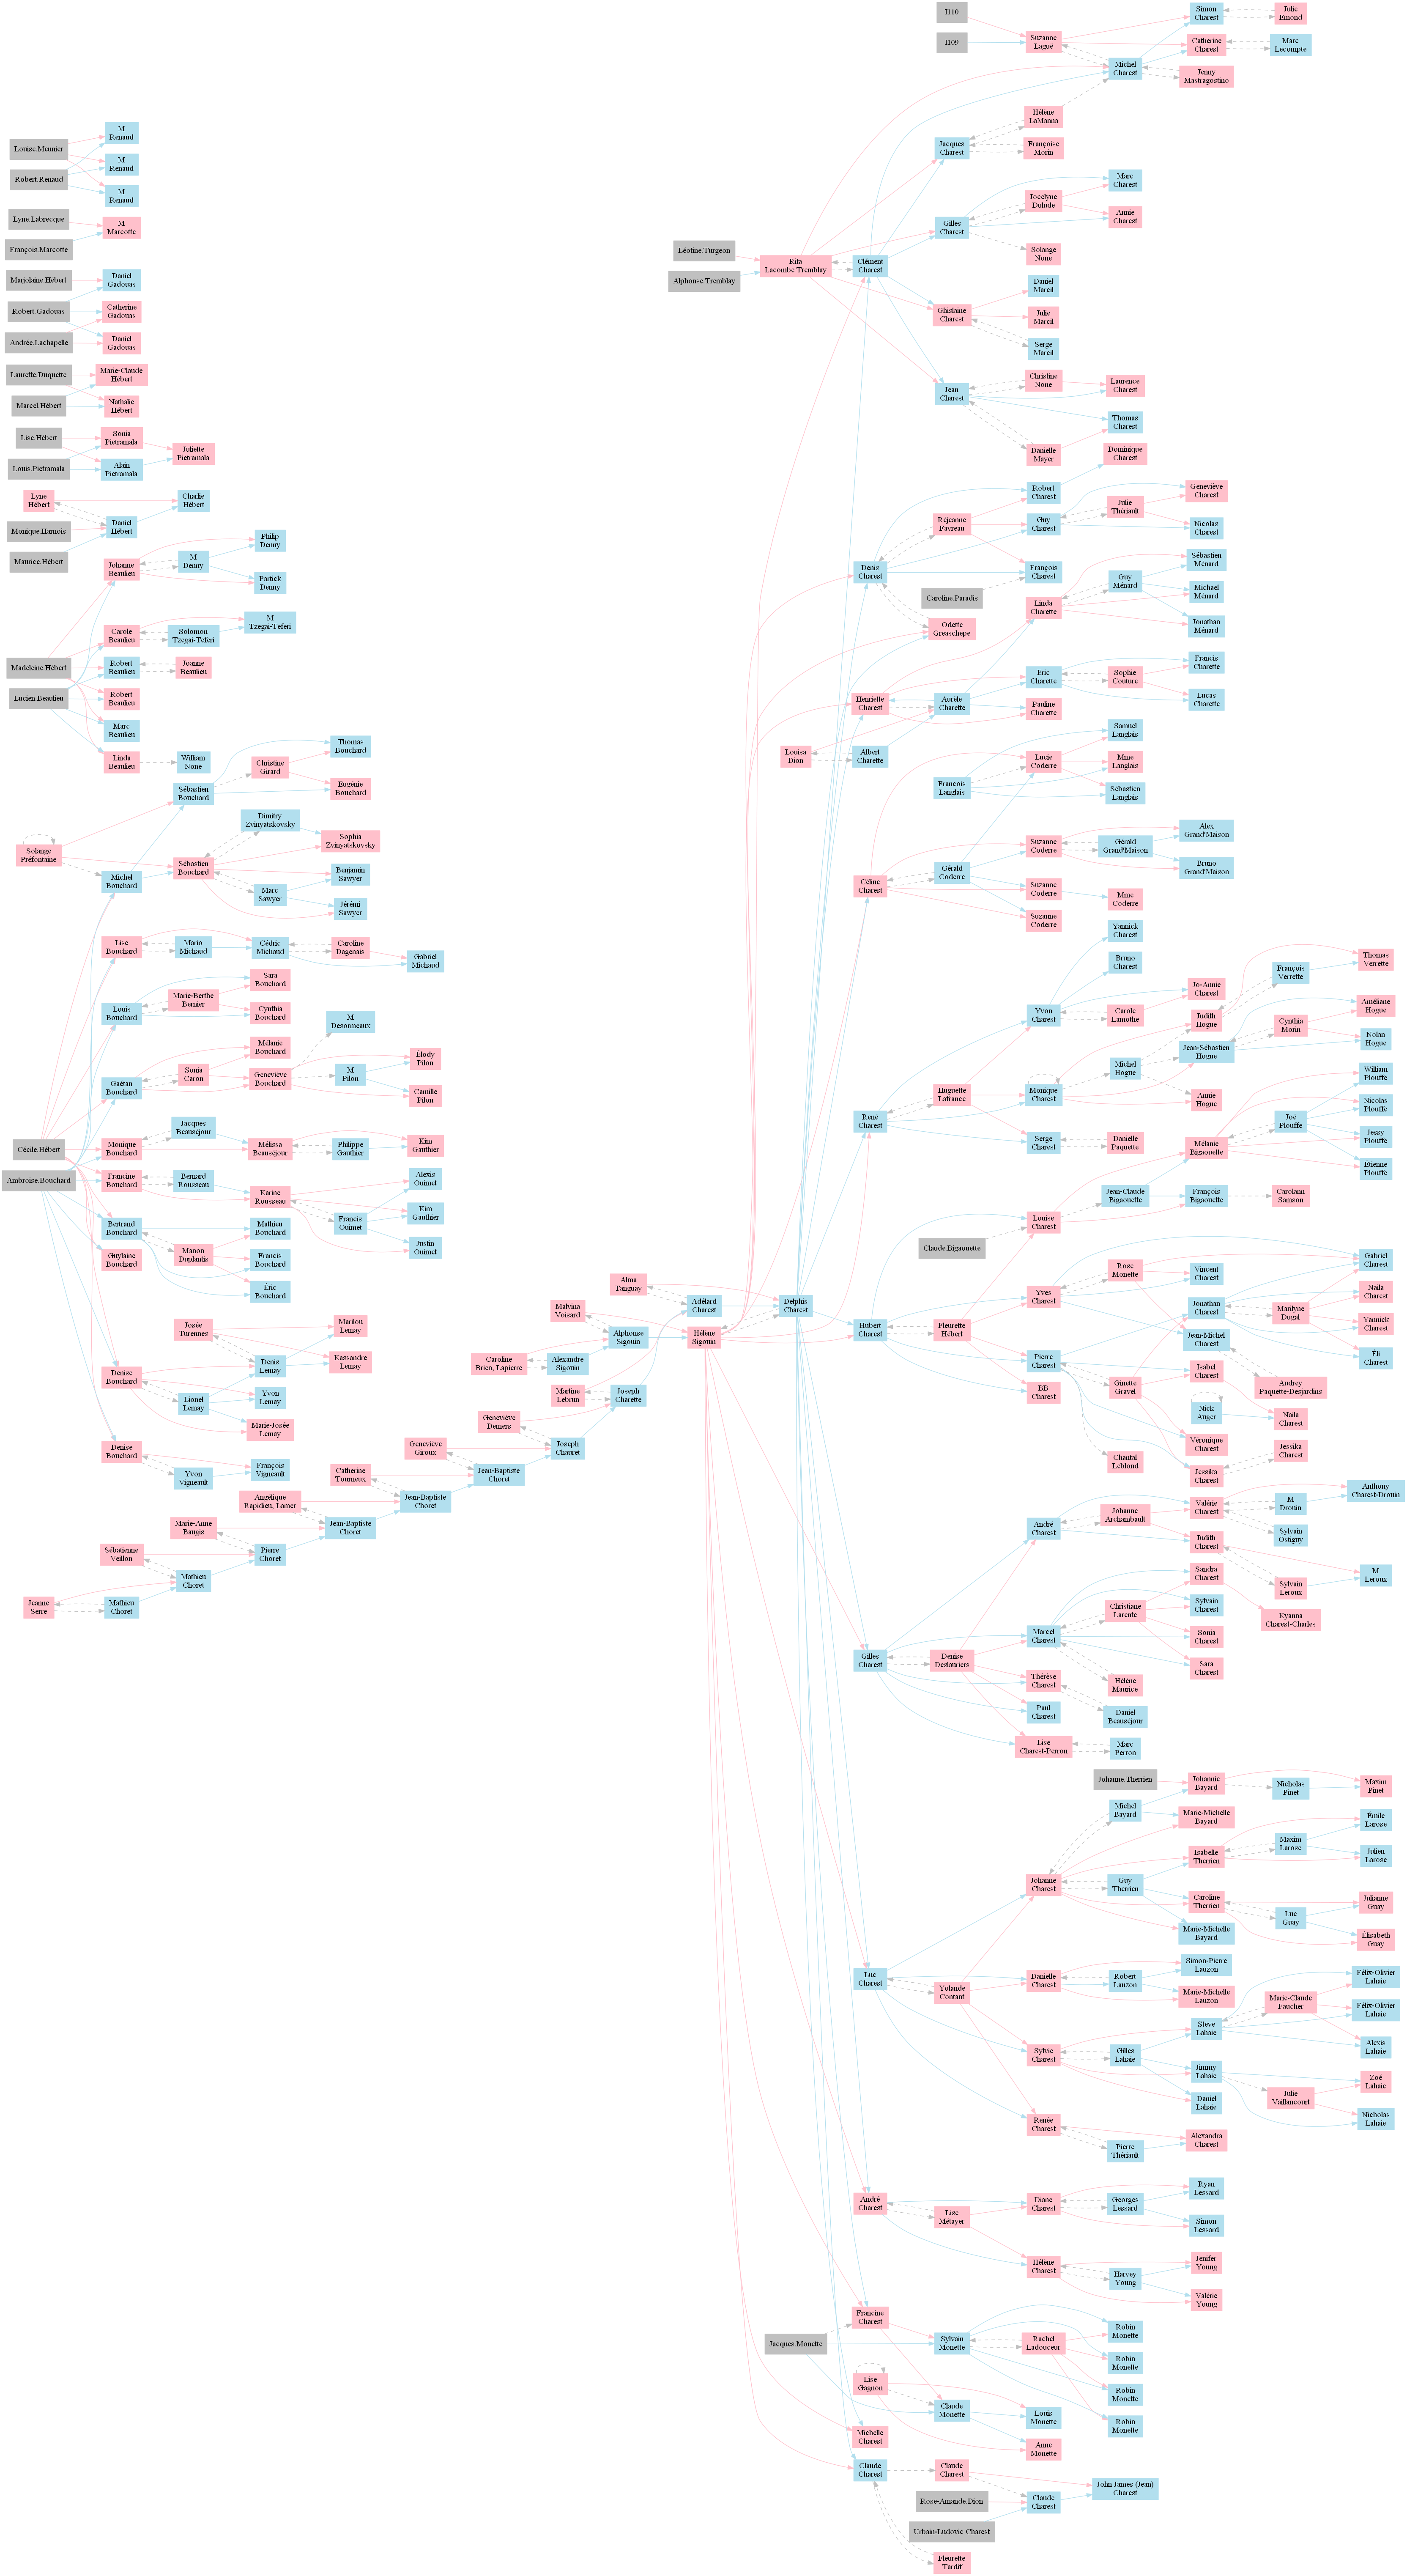 I110
I109
Suzanne
Laguë
Simon
Charest
Julie
Emond
Catherine
Charest
Marc
Lecompte
Michel
Charest
Jenny
Mastragostino
Hélène
LaManna
Jacques
Charest
Françoise
Morin
Louise.Meunier
Robert.Renaud
M
Renaud
M
Renaud
M
Renaud
Lyne.Labrecque
François.Marcotte
M
Marcotte
Marjolaine.Hébert
Robert.Gadouas
Andrée.Lachapelle
Daniel
Gadouas
Catherine
Gadouas
Daniel
Gadouas
Laurette.Duquette
Marcel.Hébert
Marie-Claude
Hébert
Nathalie
Hébert
Lise.Hébert
Louis.Pietramala
Sonia
Pietramala
Alain
Pietramala
Juliette
Pietramala
Lyne
Hébert
Monique.Hamois
Maurice.Hébert
Daniel
Hébert
Charlie
Hébert
Johanne
Beaulieu
M
Denny
Philip
Denny
Patrick
Denny
Madeleine.Hébert
Lucien.Beaulieu
Carole
Beaulieu
Solomon
Tzegai-Teferi
M
Tzegai-Teferi
Robert
Beaulieu
Joanne
Beaulieu
Robert
Beaulieu
Marc
Beaulieu
Linda
Beaulieu
William
None
Solange
Préfontaine
Michel
Bouchard
Sébastien
Bouchard
Christine
Girard
Thomas
Bouchard
Eugénie
Bouchard
Sébastien
Bouchard
Dimitry
Zvinyatskovsky
Sophia
Zvinyatskovsky
Marc
Sawyer
Benjamin
Sawyer
Jérémi
Sawyer
Cécile.Hébert
Ambroise.Bouchard
Lise
Bouchard
Mario
Michaud
Cédric
Michaud
Caroline
Dagenais
Gabriel
Michaud
Louis
Bouchard
Marie-Berthe
Bernier
Sara
Bouchard
Cynthia
Bouchard
Gaétan
Bouchard
Sonia
Caron
Mélanie
Bouchard
Geneviève
Bouchard
M
Desormeaux
M
Pilon
Élody
Pilon
Camille
Pilon
Monique
Bouchard
Jacques
Beauséjour
Mélissa
Beauséjour
Philippe
Gauthier
Kim
Gauthier
Francine
Bouchard
Bernard
Rousseau
Karine
Rousseau
Francis
Ouimet
Alexis
Ouimet
Kim
Gauthier
Justin
Ouimet
Bertrand
Bouchard
Manon
Duplantis
Mathieu
Bouchard
Francis
Bouchard
Éric
Bouchard
Guylaine
Bouchard
Denise
Bouchard
Josée
Turennes
Lionel
Lemay
Denis
Lemay
Yvon
Lemay
Marie-Josée
Lemay
Marilou
Lemay
Kassandre
Lemay
Denise
Bouchard
Yvon
Vigneault
François
Vigneault
Jeanne
Serre
Mathieu
Choret
Sébatienne
Veillon
Mathieu
Choret
Marie-Anne
Baugis
Pierre
Choret
Angélique
Rapidieu, Lamer
Jean-Baptiste
Choret
Catherine
Tourneux
Jean-Baptiste
Choret
Geneviève
Giroux
Jean-Baptiste
Choret
Geneviève
Demers
Joseph
Chauret
Martine
Lebrun
Joseph
Charette
Caroline
Brien, Lapierre
Alexandre
Sigouin
Malvina
Voisard
Alphonse
Sigouin
Alma
Tanguay
Adélard
Charest
Hélène
Sigouin
Delphis
Charest
Léotine.Turgeon
Alphonse.Tremblay
Rita
Lacombe Tremblay
Clément
Charest
Gilles
Charest
Jocelyne
Dulude
Marc
Charest
Annie
Charest
Solange
None
Ghislaine
Charest
Daniel
Marcil
Julie
Marcil
Serge
Marcil
Jean
Charest
Christine
None
Laurence
Charest
Danielle
Mayer
Thomas
Charest
Denis
Charest
Réjeanne
Favreau
Caroline.Paradis
Odette
Greaschepe
Robert
Charest
Dominique
Charest
Guy
Charest
Julie
Thériault
Geneviève
Charest
Nicolas
Charest
François
Charest
Henriette
Charest
Aurèle
Charette
Linda
Charette
Guy
Ménard
Sébastien
Ménard
Michael
Ménard
Jonathan
Ménard
Eric
Charette
Sophie
Couture
Francis
Charette
Lucas
Charette
Pauline
Charette
Louisa
Dion
Albert
Charette
Céline
Charest
Francois
Langlais
Lucie
Coderre
Samuel
Langlais
Mme
Langlais
Sébastien
Langlais
Gérald
Coderre
Suzanne
Coderre
Gérald
Grand'Maison
Alex
Grand'Maison
Bruno
Grand'Maison
Suzanne
Coderre
Mme
Coderre
Suzanne
Coderre
René
Charest
Huguette
Lafrance
Yvon
Charest
Yannick
Charest
Bruno
Charest
Carole
Lamothe
Jo-Annie
Charest
Monique
Charest
Michel
Hogue
Judith
Hogue
François
Verrette
Thomas
Verrette
Jean-Sébastien
Hogue
Cynthia
Morin
Ameliane
Hogue
Nolan
Hogue
Annie
Hogue
Serge
Charest
Danielle
Paquette
Hubert
Charest
Fleurette
Hébert
Claude.Bigaouette
Louise
Charest
Jean-Claude
Bigaouette
Mélanie
Bigaouette
Joé
Plouffe
William
Plouffe
Nicolas
Plouffe
Jessy
Plouffe
Étienne
Plouffe
François
Bigaouette
Carolann
Samson
Yves
Charest
Rose
Monette
Vincent
Charest
Gabriel
Charest
Jonathan
Charest
Marilyne
Dugal
Naila
Charest
Yannick
Charest
Éli
Charest
Jean-Michel
Charest
Audrey
Paquette-Desjardins
Pierre
Charest
Ginette
Gravel
Isabel
Charest
Nick
Auger
Naila
Charest
Véronique
Charest
Jessika
Charest
Jessika
Charest
Chantal
Leblond
BB
Charest
Gilles
Charest
Denise
Deslauriers
André
Charest
Johanne
Archambault
Valérie
Charest
M
Drouin
Anthony
Charest-Drouin
Sylvain
Ostiguy
Judith
Charest
Sylvain
Leroux
M
Leroux
Marcel
Charest
Christiane
Larente
Sandra
Charest
Kyanna
Charest-Charles
Sylvain
Charest
Sonia
Charest
Sara
Charest
Hélène
Maurice
Thérèse
Charest
Daniel
Beauséjour
Paul
Charest
Lise
Charest-Perron
Marc
Perron
Luc
Charest
Yolande
Contant
Johanne
Charest
Johanne.Therrien
Michel
Bayard
Johannie
Bayard
Nicholas
Pinet
Maxim
Pinet
Marie-Michelle
Bayard
Guy
Therrien
Isabelle
Therrien
Maxim
Larose
Émile
Larose
Julien
Larose
Caroline
Therrien
Luc
Guay
Julianne
Guay
Élisabeth
Guay
Marie-Michelle
Bayard
Danielle
Charest
Robert
Lauzon
Simon-Pierre
Lauzon
Marie-Michelle
Lauzon
Sylvie
Charest
Gilles
Lahaie
Steve
Lahaie
Marie-Claude
Faucher
Félix-Olivier
Lahaie
Félix-Olivier
Lahaie
Alexis
Lahaie
Jimmy
Lahaie
Julie
Vaillancourt
Zoé
Lahaie
Nicholas
Lahaie
Daniel
Lahaie
Renée
Charest
Pierre
Thériault
Alexandra
Charest
André
Charest
Lise
Métayer
Diane
Charest
Georges
Lessard
Ryan
Lessard
Simon
Lessard
Hélène
Charest
Harvey
Young
Jenifer
Young
Valérie
Young
Francine
Charest
Jacques.Monette
Sylvain
Monette
Rachel
Ladouceur
Robin
Monette
Robin
Monette
Robin
Monette
Robin
Monette
Lise
Gagnon
Claude
Monette
Louis
Monette
Anne
Monette
Michelle
Charest
Claude
Charest
Claude
Charest
Rose-Amande.Dion
Urbain-Ludovic Charest
Claude
Charest
John James (Jean)
Charest
Fleurette
Tardif